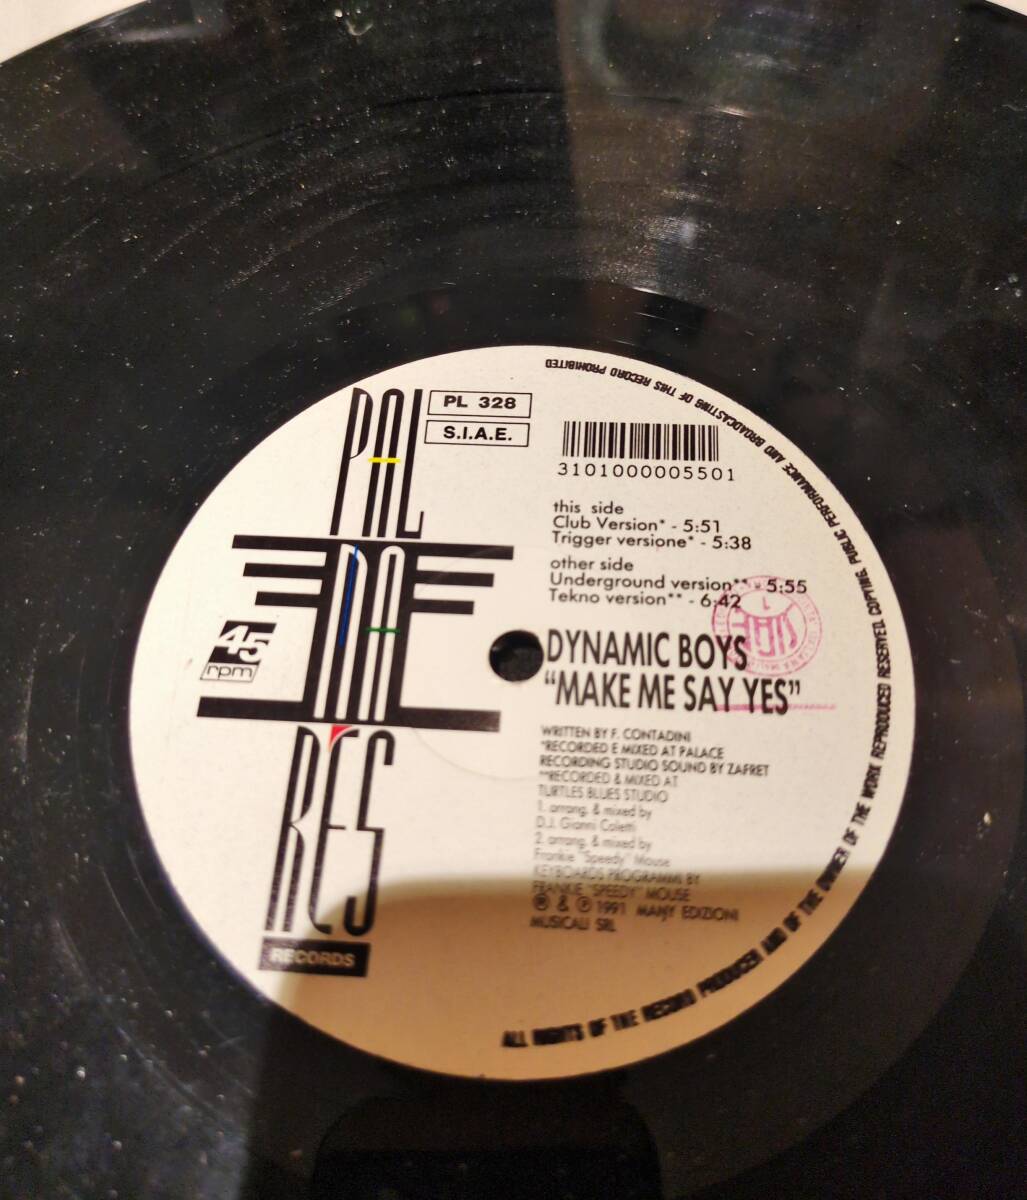 PAL
IDAE
RES
RECORDS
45
rpm
PL 328
S.I.A.E.
3101000005501
this side
Club Version* - 5:51
Trigger versione* - 5:38
other side
Underground version** - 5:55
Tekno version** - 6:42
SIAE
DYNAMIC BOYS
"MAKE ME SAY YES"
WRITTEN BY F. CONTADINI
*RECORDED E MIXED AT PALACE
RECORDING STUDIO SOUND BY ZAFRET
**RECORDED & MIXED AT
TURTLES BLUES STUDIO
1. arrang. & mixed by
D.J. Gianni Coletti
2. arrang. & mixed by
Frankie "Speedy" Mouse
KEYBOARDS PROGRAMMI BY
FRANKIE "SPEEDY" MOUSE
® & ℗ 1991 MANY EDIZIONI
MUSICALI SRL
ALL RIGHTS OF THE RECORD PRODUCER AND OF THE OWNER OF THE WORK REPRODUCED RESERVED. COPYING, PUBLIC PERFORMANCE AND BROADCASTING OF THIS RECORD PROHIBITED